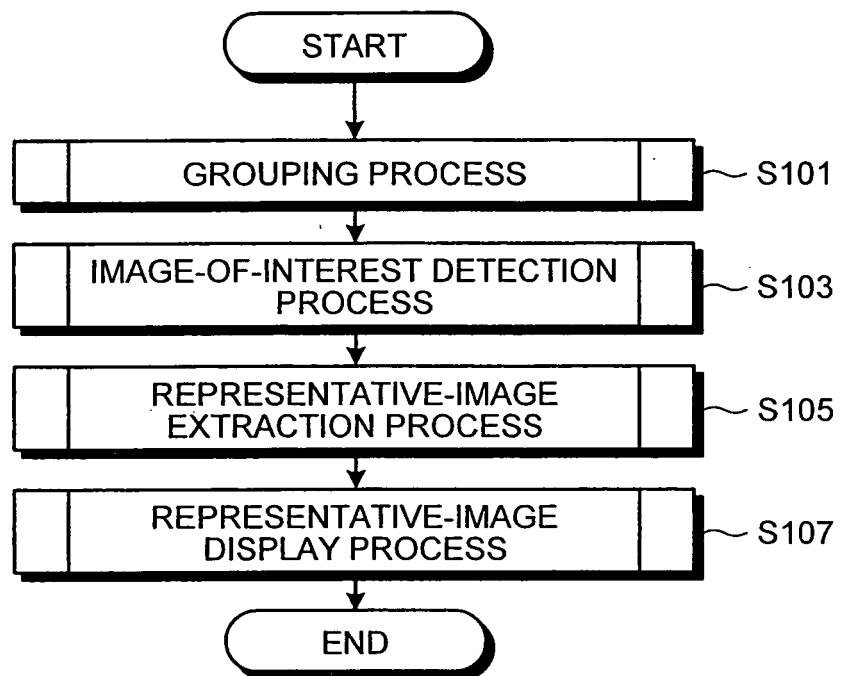 START
GROUPING PROCESS
S101
IMAGE-OF-INTEREST DETECTION
PROCESS
S103
REPRESENTATIVE-IMAGE
EXTRACTION PROCESS
S105
REPRESENTATIVE-IMAGE
DISPLAY PROCESS
S107
END